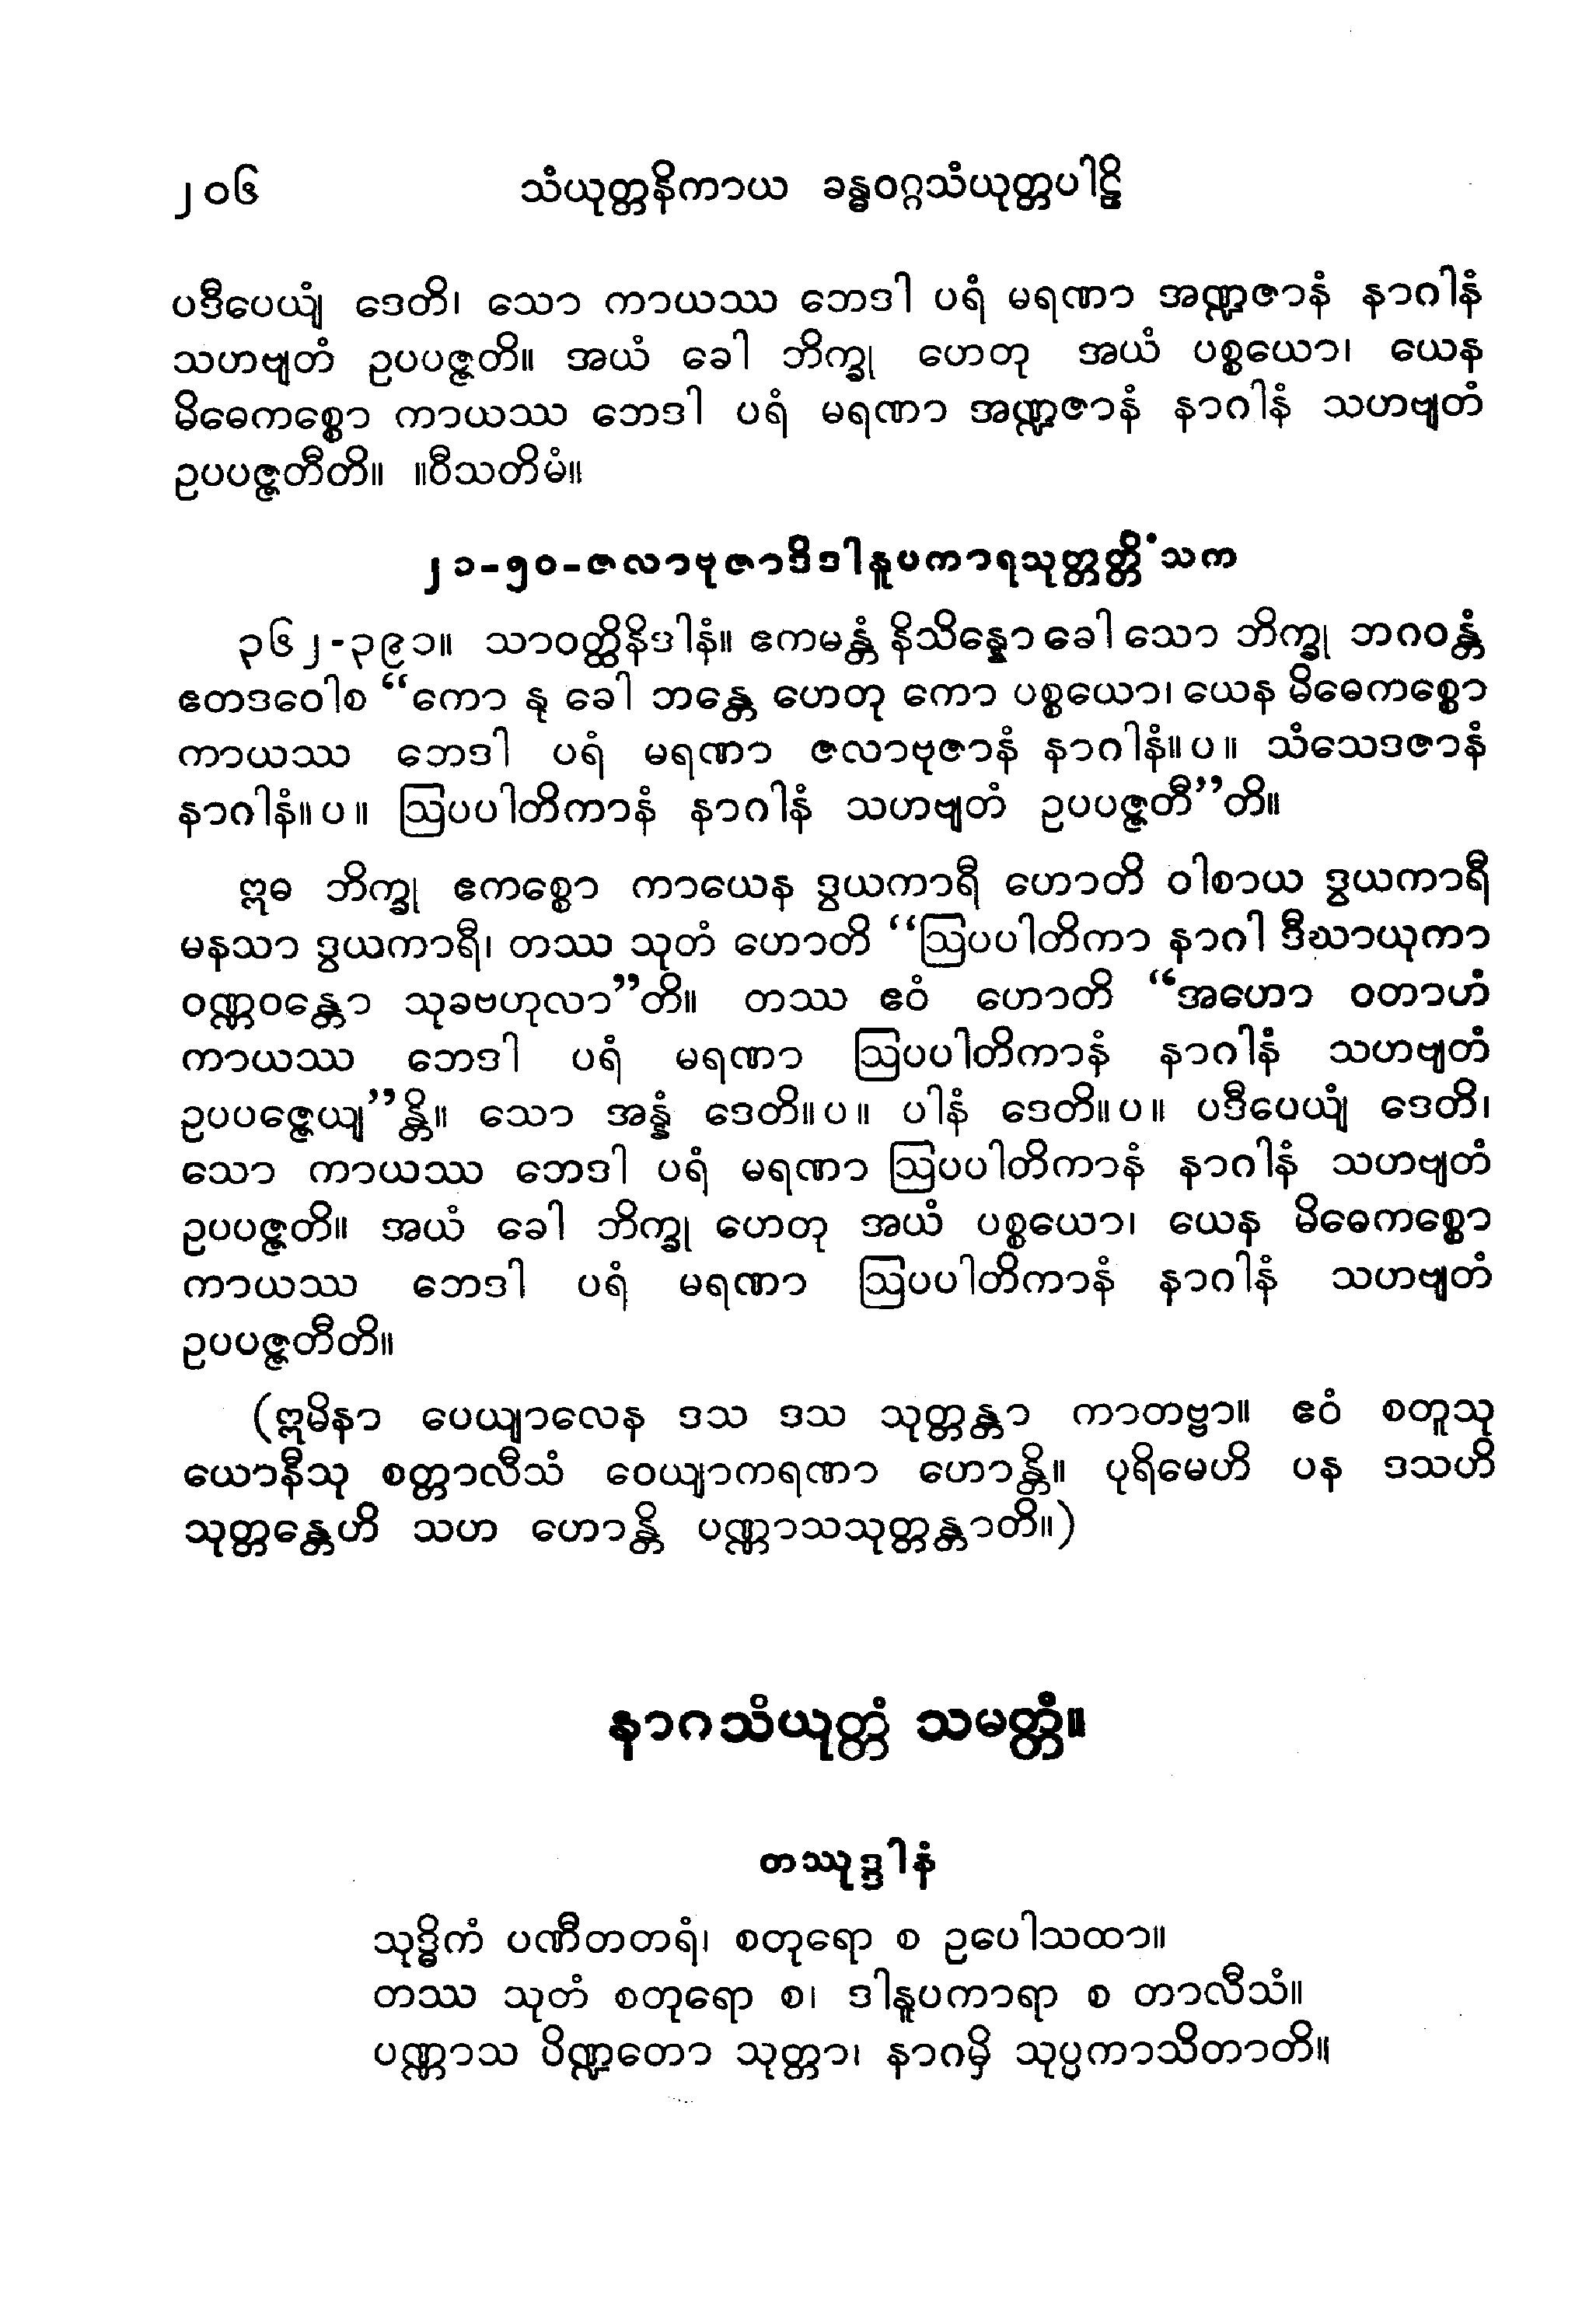 ၂၀၆ သံယုတ္တနိကာယ ခန္ဓဝဂ္ဂသံယုတ္တပါဠိ
ပဒီပေယျံ ဒေတိ၊ သော ကာယဿ ဘေဒါ ပရံ မရဏာ အဏ္ဍဇာနံ နာဂါနံ
သဟဗျတံ ဥပပဇ္ဇတိ။ အယံ ခေါ ဘိက္ခု ဟေတု အယံ ပစ္စယော၊ ယေန
မိဓေကစ္စော ကာယဿ ဘေဒါ ပရံ မရဏာ အဏ္ဍဇာနံ နာဂါနံ သဟဗျတံ
ဥပပဇ္ဇတီတိ။ ။ဝီသတိမံ။
၂၁-၅၀-ဇလာဗုဇာဒိဒါနူပကာရသုတ္တတ္တိံသက
၃၆၂-၃၉၁။ သာဝတ္ထိနိဒါနံ။ ဧကမန္တံ နိသိန္နော ခေါ သော ဘိက္ခု ဘဂဝန္တံ
ဧတဒဝေါစ “ကော နု ခေါ ဘန္တေ ဟေတု ကော ပစ္စယော၊ ယေန မိဓေကစ္စော
ကာယဿ ဘေဒါ ပရံ မရဏာ ဇလာဗုဇာနံ နာဂါနံ။ပ။ သံသေဒဇာနံ
နာဂါနံ။ပ။ ဩပပါတိကာနံ နာဂါနံ သဟဗျတံ ဥပပဇ္ဇတီ”တိ။
ဣဓ ဘိက္ခု ဧကစ္စော ကာယေန ဒွယကာရီ ဟောတိ ဝါစာယ ဒွယကာရီ
မနသာ ဒွယကာရီ၊ တဿ သုတံ ဟောတိ “ဩပပါတိကာ နာဂါ ဒီဃာယုကာ
ဝဏ္ဏဝန္တော သုခဗဟုလာ”တိ။ တဿ ဧဝံ ဟောတိ “အဟော ဝတာဟံ
ကာယဿ ဘေဒါ ပရံ မရဏာ ဩပပါတိကာနံ နာဂါနံ သဟဗျတံ
ဥပပဇ္ဇေယျ”န္တိ။ သော အန္နံ ဒေတိ။ပ။ ပါနံ ဒေတိ။ပ။ ပဒီပေယျံ ဒေတိ၊
သော ကာယဿ ဘေဒါ ပရံ မရဏာ ဩပပါတိကာနံ နာဂါနံ သဟဗျတံ
ဥပပဇ္ဇတိ။ အယံ ခေါ ဘိက္ခု ဟေတု အယံ ပစ္စယော၊ ယေန မိဓေကစ္စော
ကာယဿ ဘေဒါ ပရံ မရဏာ ဩပပါတိကာနံ နာဂါနံ သဟဗျတံ
ဥပပဇ္ဇတီတိ။
(ဣမိနာ ပေယျာလေန ဒသ ဒသ သုတ္တန္တာ ကာတဗ္ဗာ။ ဧဝံ စတူသု
ယောနီသု စတ္တာလီသံ ဝေယျာကရဏာ ဟောန္တိ။ ပုရိမေဟိ ပန ဒသဟိ
သုတ္တန္တေဟိ သဟ ဟောန္တိ ပဏ္ဏာသသုတ္တန္တာတိ။)
နာဂသံယုတ္တံ သမတ္တံ။
တဿုဒ္ဒါနံ
သုဒ္ဓိကံ ပဏီတတရံ၊ စတုရော စ ဥပေါသထာ။
တဿ သုတံ စတုရော စ၊ ဒါနူပကာရာ စ တာလီသံ။
ပဏ္ဏာသ ပိဏ္ဍတော သုတ္တာ၊ နာဂမှိ သုပ္ပကာသိတာတိ။